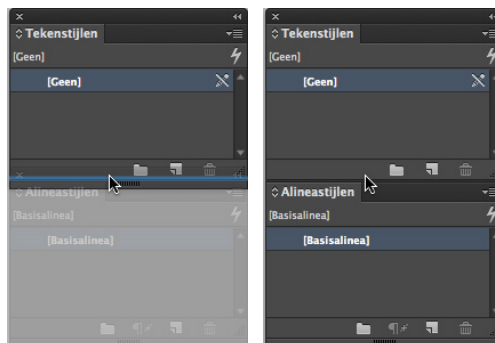 Tekenstijlen
[Geen]
[Geen]
Alineastijlen
[Basisalinea]
[Basisalinea]
Tekenstijlen
[Geen]
[Geen]
Alineastijlen
[Basisalinea]
[Basisalinea]